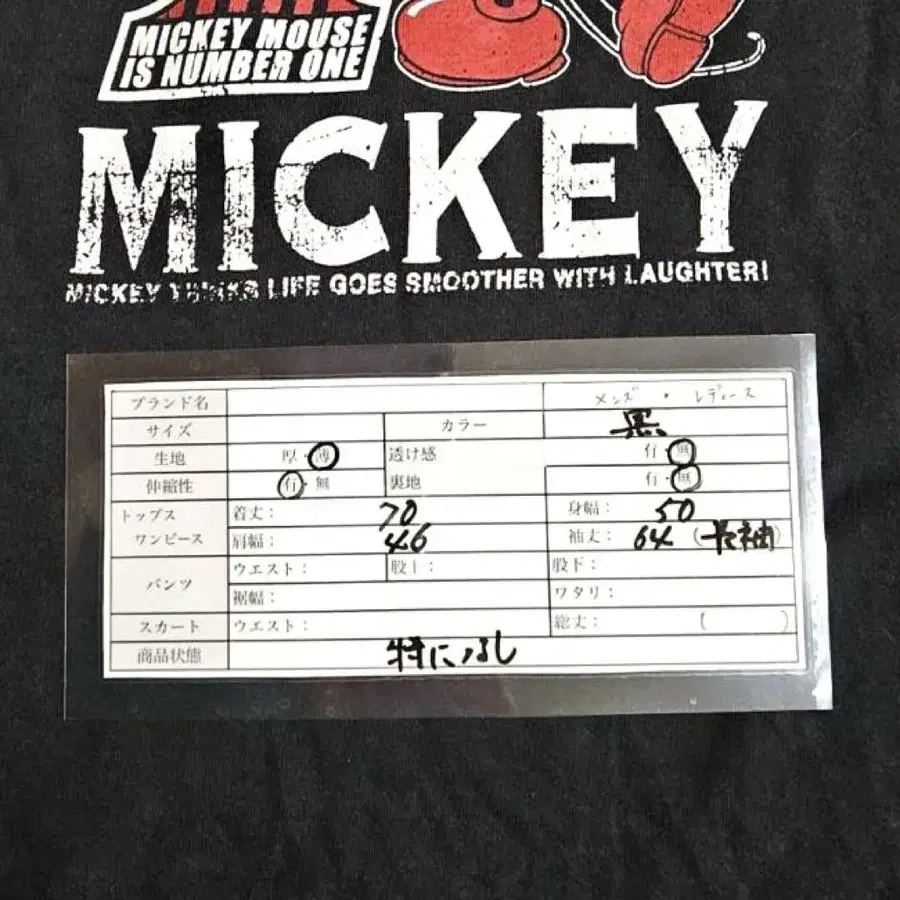 MICKEY MOUSE
IS NUMBER ONE
MICKEY
MICKEY THINKS LIFE GOES SMOOTHER WITH LAUGHTER!
ブランド名 メンズ ・ レディース
サイズ カラー 黒
生地 厚・薄 透け感 有・無
伸縮性 有・無 裏地 有・無
トップス 着丈： 70 身幅： 50
ワンピース 肩幅： 46 袖丈： 64 (長袖)
パンツ ウエスト： 股上： 股下：
裾幅： ワタリ：
スカート ウエスト： 総丈： [ ]
商品状態 特になし